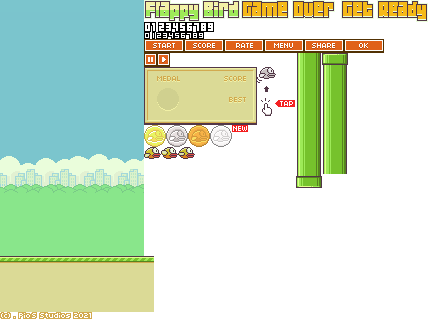 Flappy Bird Game Over Get Ready
0123456789
0123456789
START SCORE RATE MENU SHARE OK
MEDAL SCORE
BEST
TAP
NEW
(c) . PioS Studios 2021